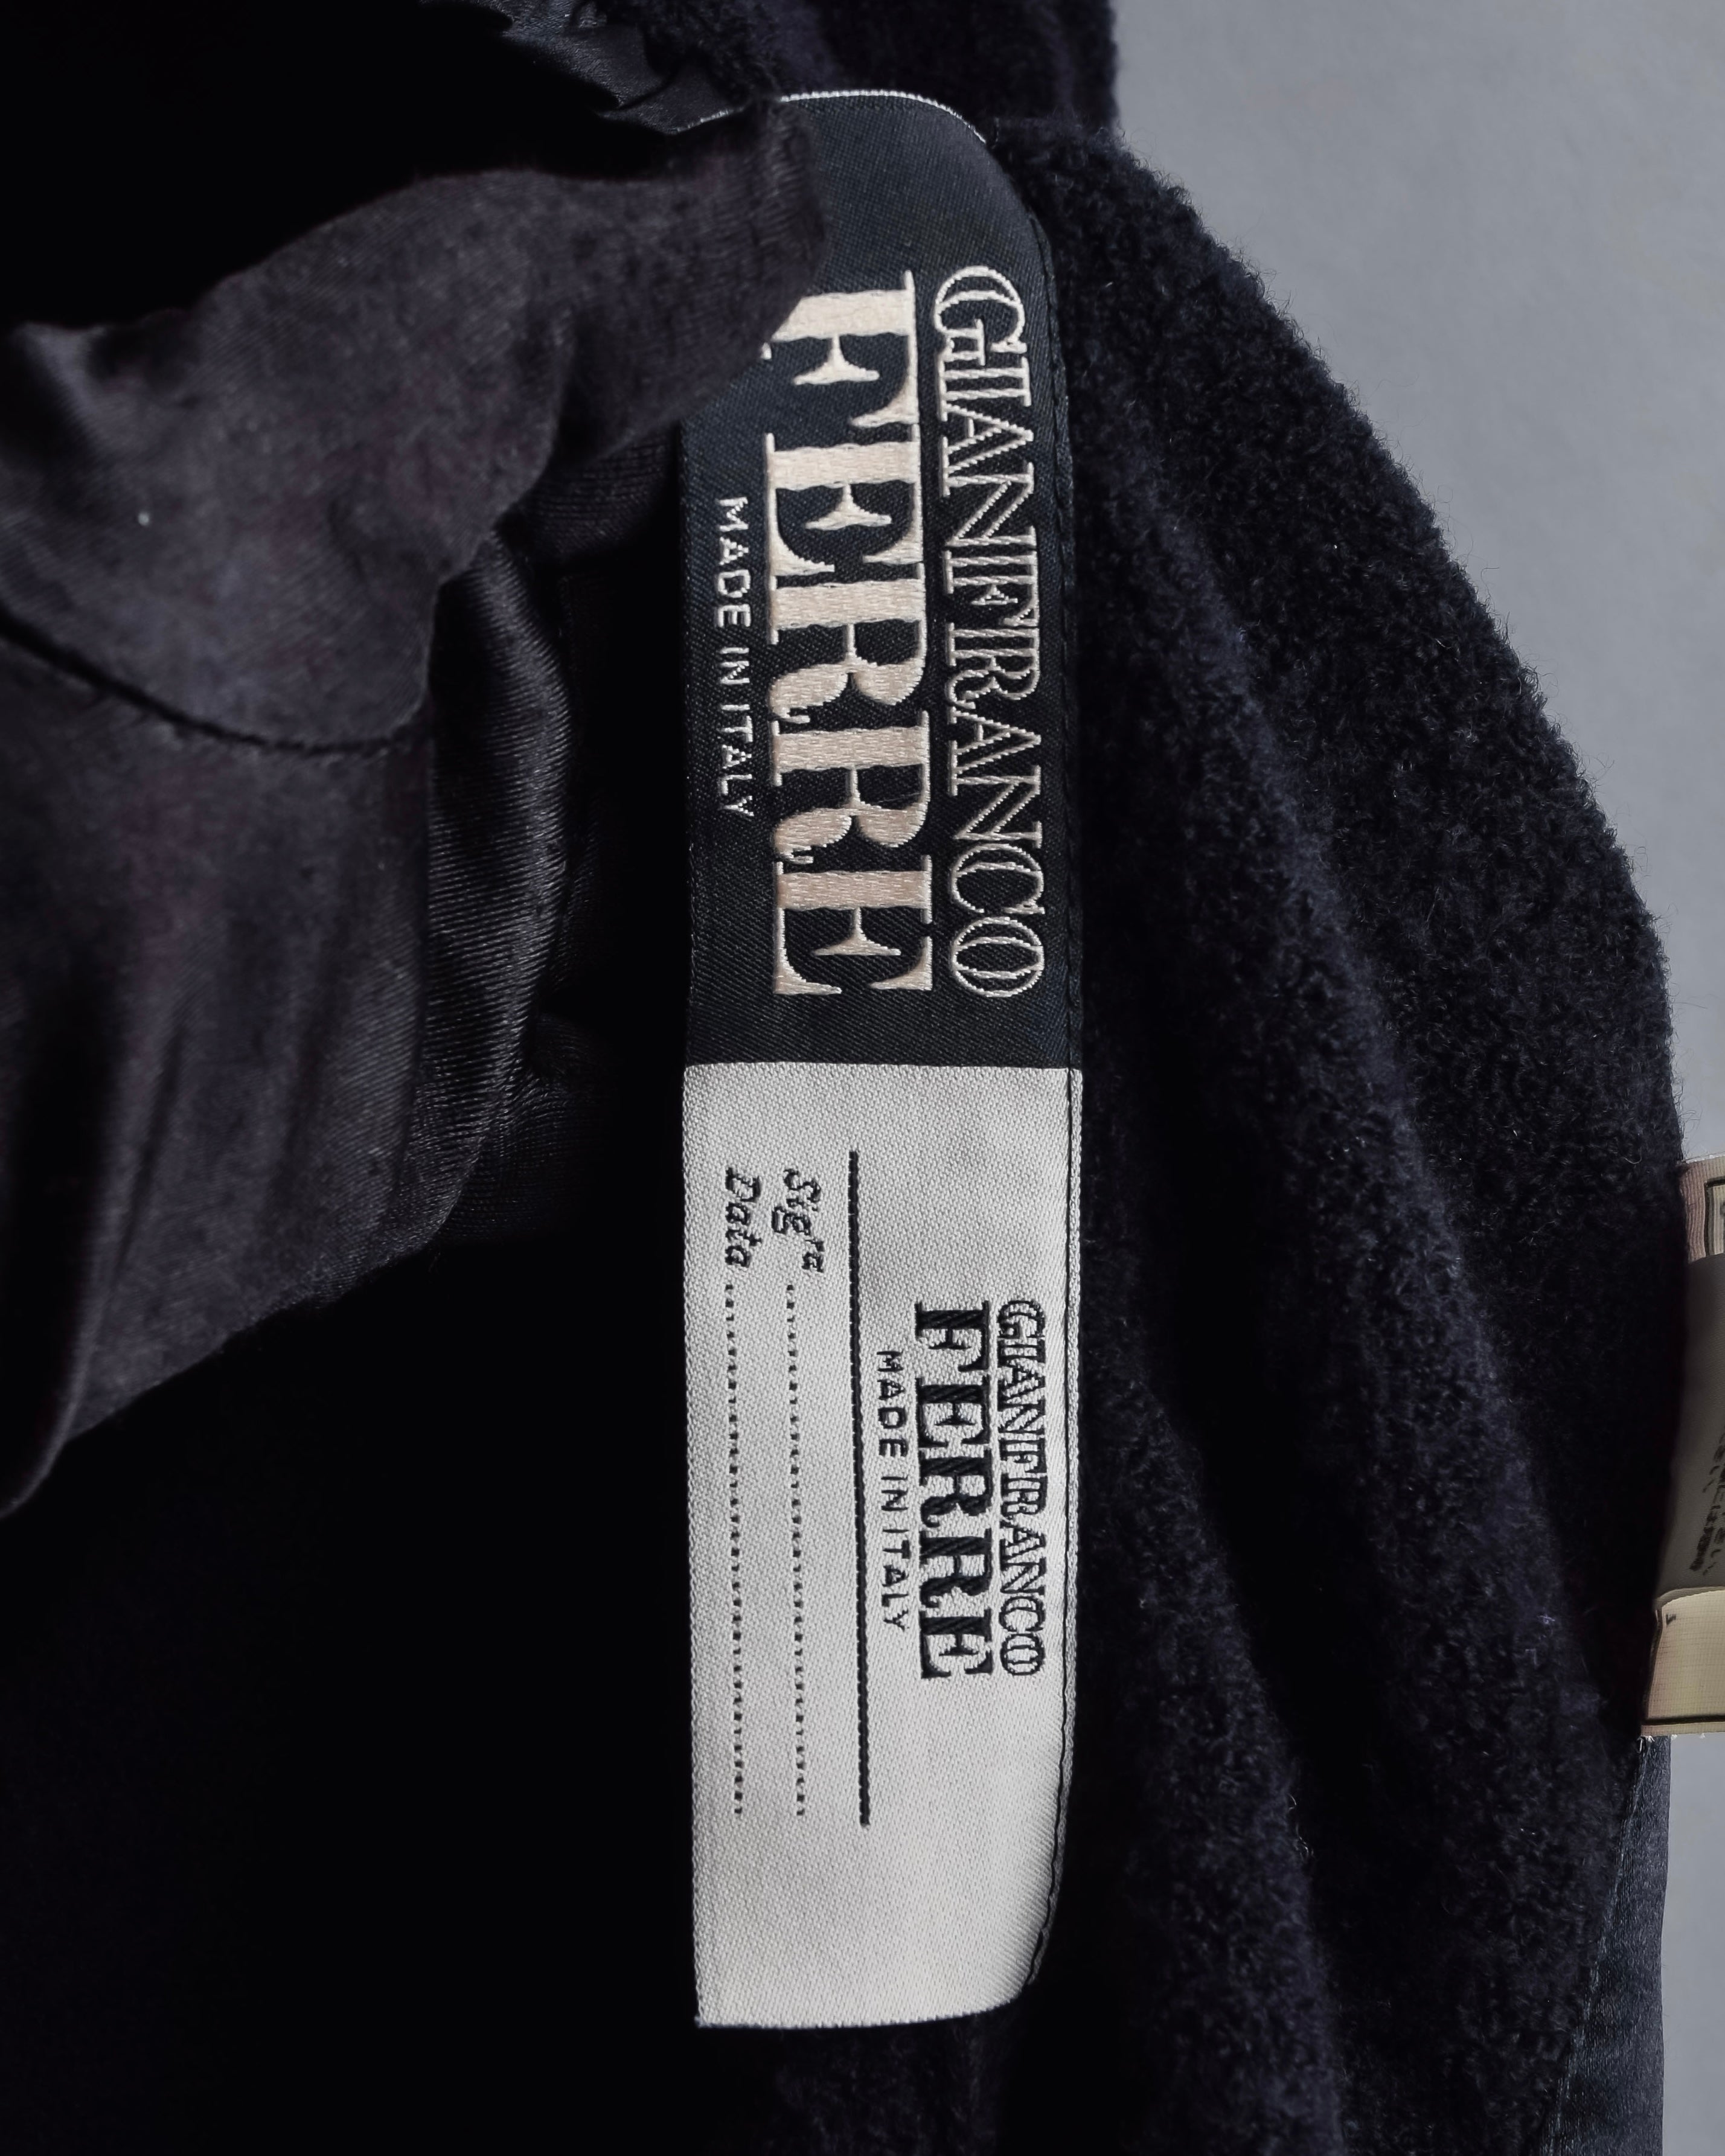 GIANFRANCO
FERRE
MADE IN ITALY
GIANFRANCO
FERRE
MADE IN ITALY
Sig.ra
Data